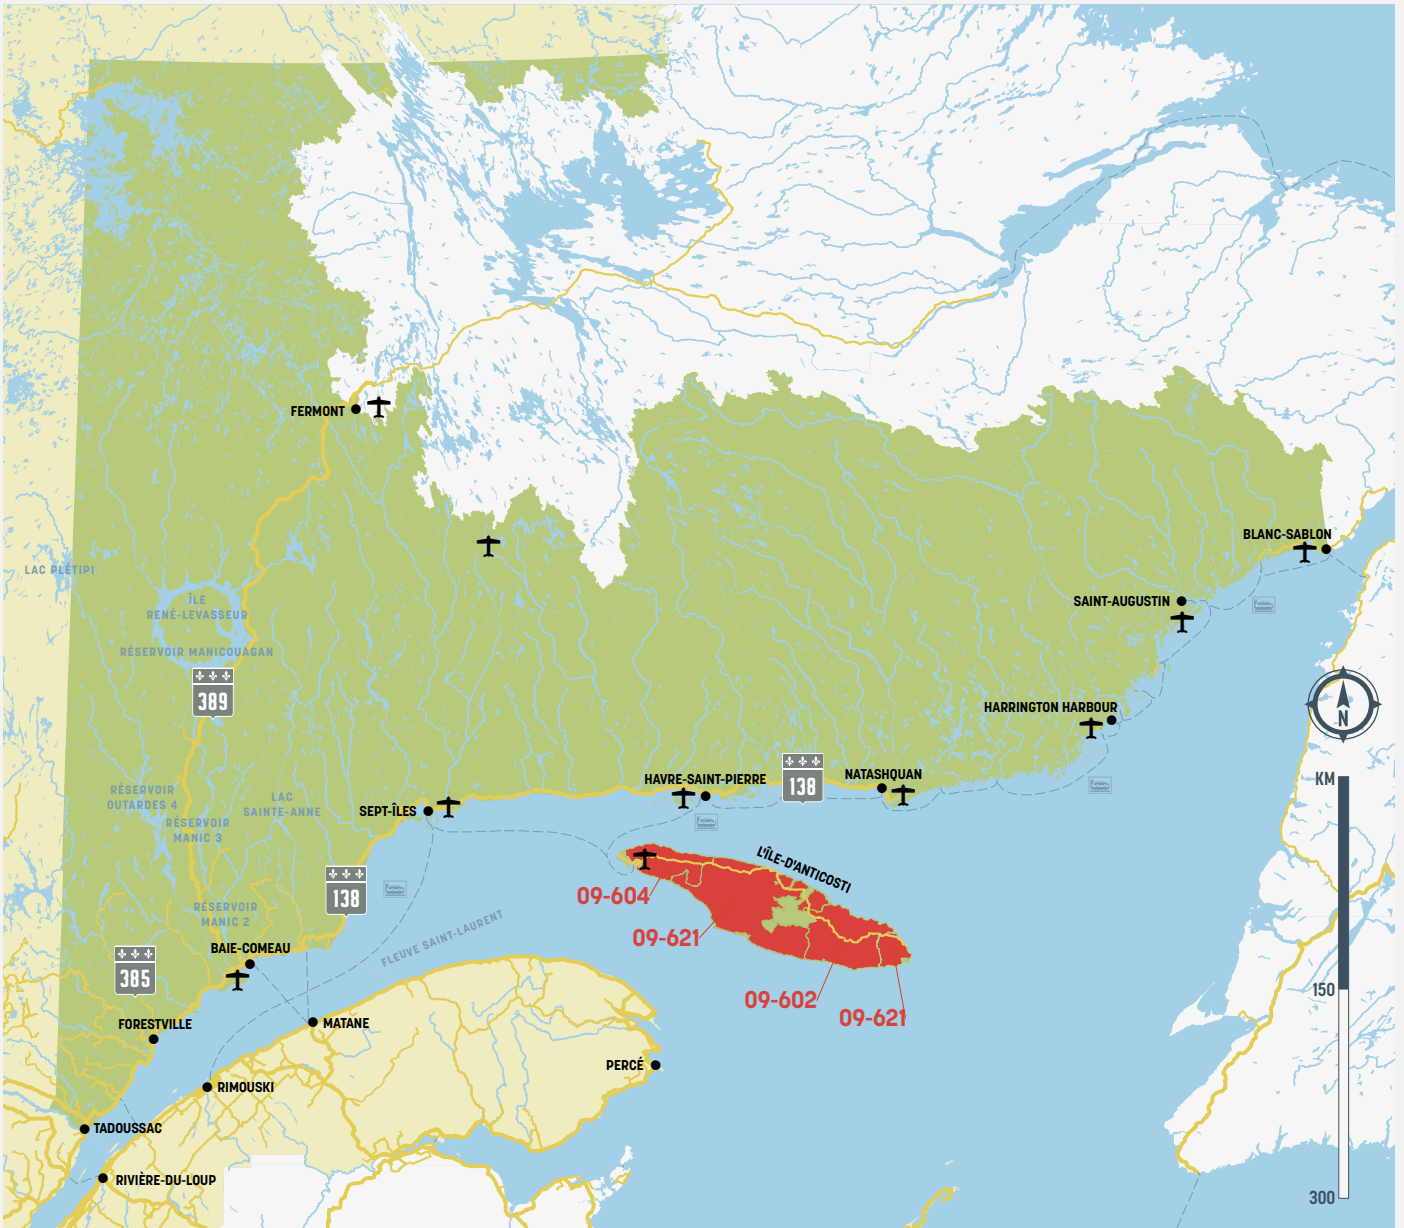 FERMONT
BLANC-SABLON
LAC PLÉTIPI
ÎLE
RENÉ-LEVASSEUR
SAINT-AUGUSTIN
RÉSERVOIR MANICOUAGAN
389
HARRINGTON HARBOUR
N
KM
HAVRE-SAINT-PIERRE
138
NATASHQUAN
RÉSERVOIR
OUTARDES 4
LAC
SAINTE-ANNE
SEPT-ÎLES
RÉSERVOIR
MANIC 3
L'ÎLE-D'ANTICOSTI
138
09-604
RÉSERVOIR
MANIC 2
FLEUVE SAINT-LAURENT
09-621
BAIE-COMEAU
385
150
09-602
09-621
FORESTVILLE
MATANE
PERCÉ
RIMOUSKI
TADOUSSAC
RIVIÈRE-DU-LOUP
300